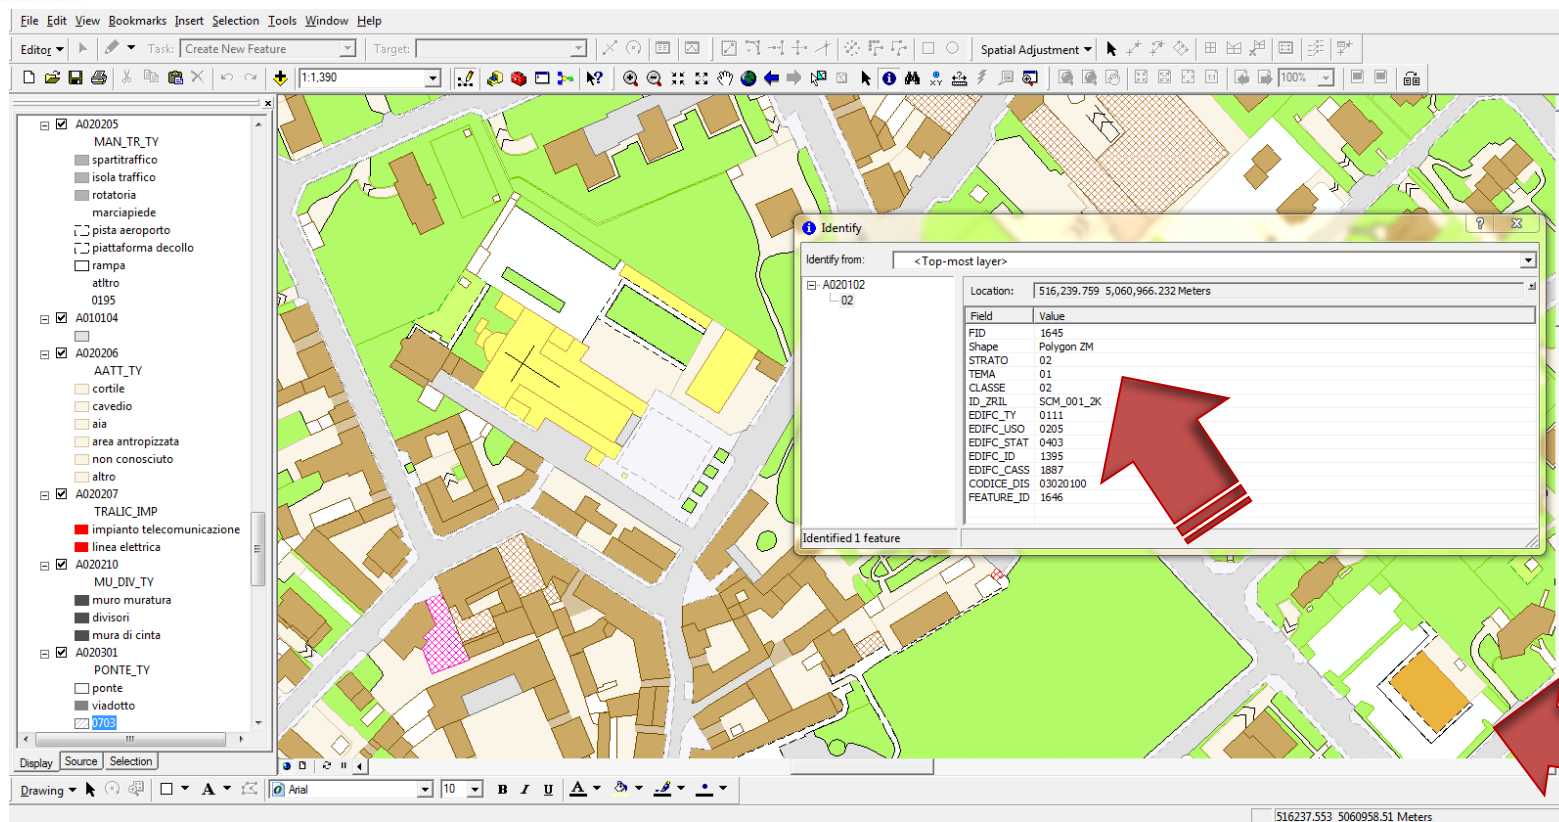 File Edit View Bookmarks Insert Selection Tools Window Help
Editor Task: Create New Feature Target: Spatial Adjustment
1:1,390 100%
A020205
MAN_TR_TY
spartitraffico
isola traffico
rotatoria
marciapiede
pista aeroporto
piattaforma decollo
rampa
atltro
0195
A010104
A020206
AATT_TY
cortile
cavedio
aia
area antropizzata
non conosciuto
altro
A020207
TRALIC_IMP
impianto telecomunicazione
linea elettrica
A020210
MU_DIV_TY
muro muratura
divisori
mura di cinta
A020301
PONTE_TY
ponte
viadotto
0703
Display Source Selection
Identify
Identify from: <Top-most layer>
A020102
02
Location: 516,239.759 5,060,966.232 Meters
Field Value
FID 1645
Shape Polygon ZM
STRATO 02
TEMA 01
CLASSE 02
ID_ZRIL SCM_001_2K
EDIFC_TY 0111
EDIFC_USO 0205
EDIFC_STAT 0403
EDIFC_ID 1395
EDIFC_CASS 1887
CODICE_DIS 03020100
FEATURE_ID 1646
Identified 1 feature
Drawing A Arial 10 B I U A
516237.553 5060958.51 Meters